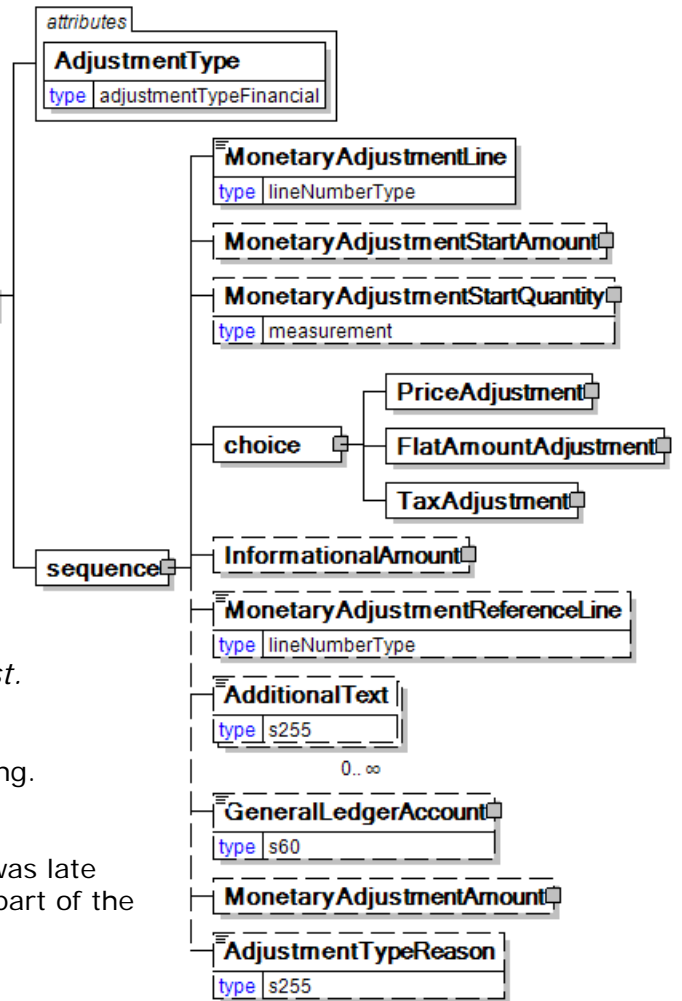 attributes
AdjustmentType
type adjustmentTypeFinancial
MonetaryAdjustmentLine
type lineNumberType
MonetaryAdjustmentStartAmount
MonetaryAdjustmentStartQuantity
type measurement
choice
PriceAdjustment
FlatAmountAdjustment
TaxAdjustment
sequence
InformationalAmount
MonetaryAdjustmentReferenceLine
type lineNumberType
st.
AdditionalText
type s255
0..∞
ng.
GeneralLedgerAccount
type s60
was late
part of the
MonetaryAdjustmentAmount
AdjustmentTypeReason
type s255